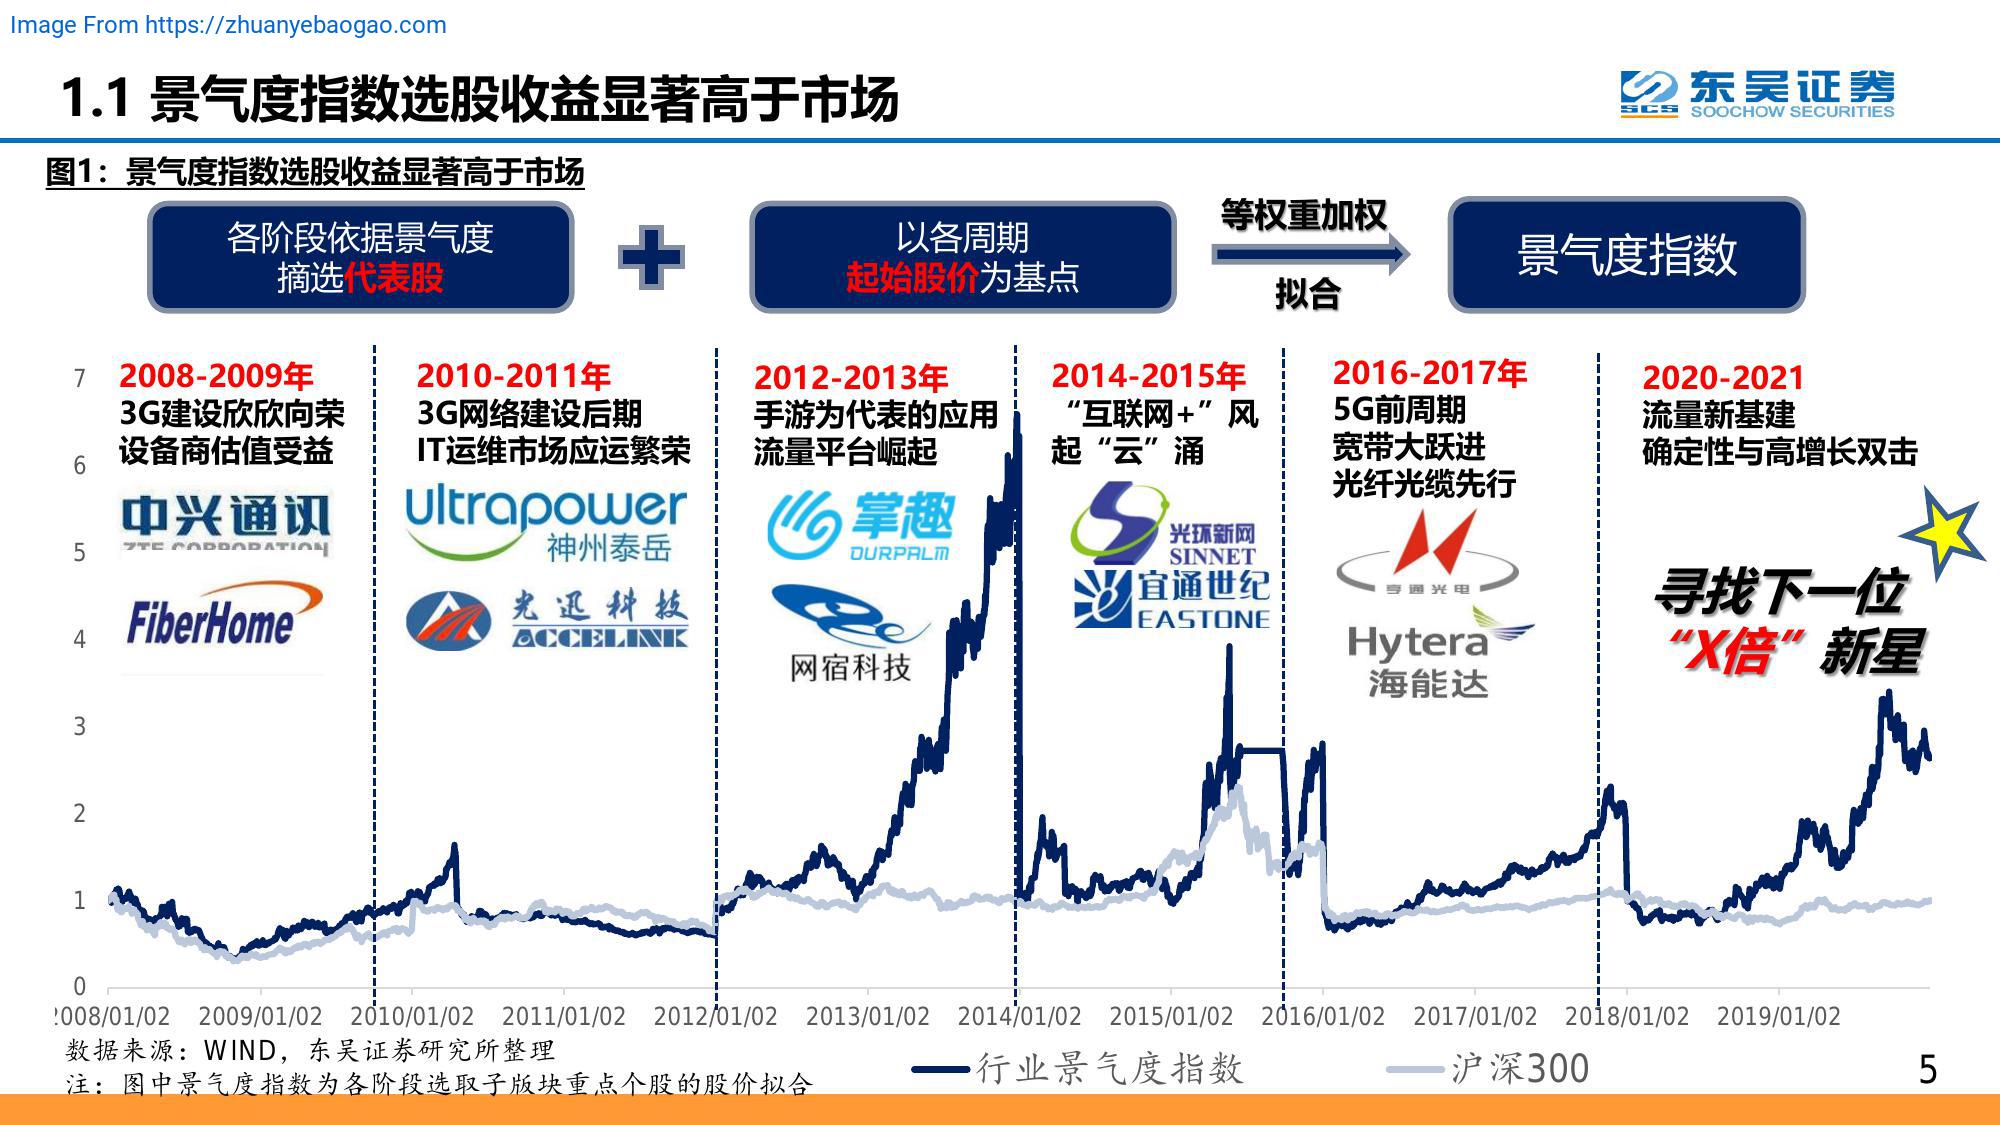 Image From https://zhuanyebaogao.com
1.1 景气度指数选股收益显著高于市场
东吴证券
SCS SOOCHOW SECURITIES
图1：景气度指数选股收益显著高于市场
各阶段依据景气度
摘选代表股
以各周期
起始股价为基点
等权重加权
拟合
景气度指数
2008-2009年
3G建设欣欣向荣
设备商估值受益
中兴通讯
ZTE CORPORATION
FiberHome
2010-2011年
3G网络建设后期
IT运维市场应运繁荣
Ultrapower
神州泰岳
光迅科技
ACCELINK
2012-2013年
手游为代表的应用
流量平台崛起
掌趣
OURPALM
网宿科技
2014-2015年
“互联网+”风
起“云”涌
光环新网
SINNET
宜通世纪
EASTONE
2016-2017年
5G前周期
宽带大跃进
光纤光缆先行
亨通光电
Hytera
海能达
2020-2021
流量新基建
确定性与高增长双击
寻找下一位
“X倍”新星
7
6
5
4
3
2
1
0
2008/01/02 2009/01/02 2010/01/02 2011/01/02 2012/01/02 2013/01/02 2014/01/02 2015/01/02 2016/01/02 2017/01/02 2018/01/02 2019/01/02
数据来源：WIND，东吴证券研究所整理
注：图中景气度指数为各阶段选取子版块重点个股的股价拟合
行业景气度指数 沪深300
5